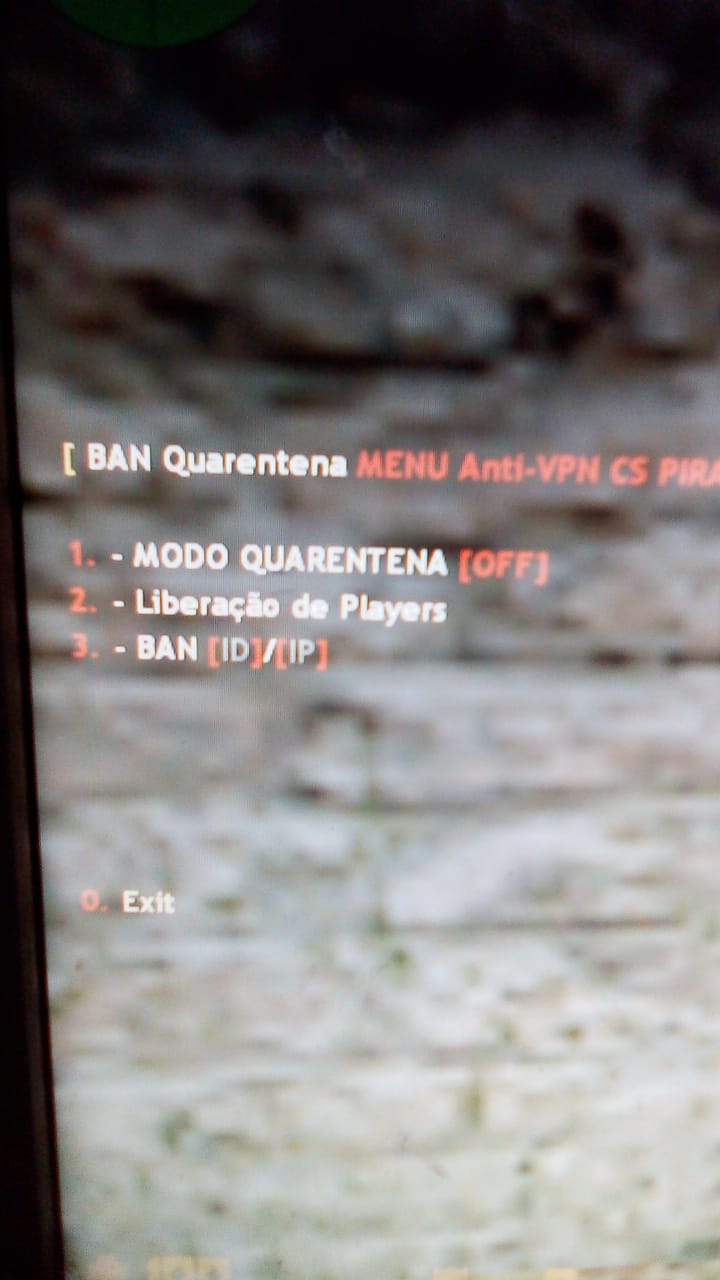 [ BAN Quarentena MENU Anti-VPN CS PIRA
1. - MODO QUARENTENA [OFF]
2. - Liberação de Players
3. - BAN [ID]/[IP]
0. Exit